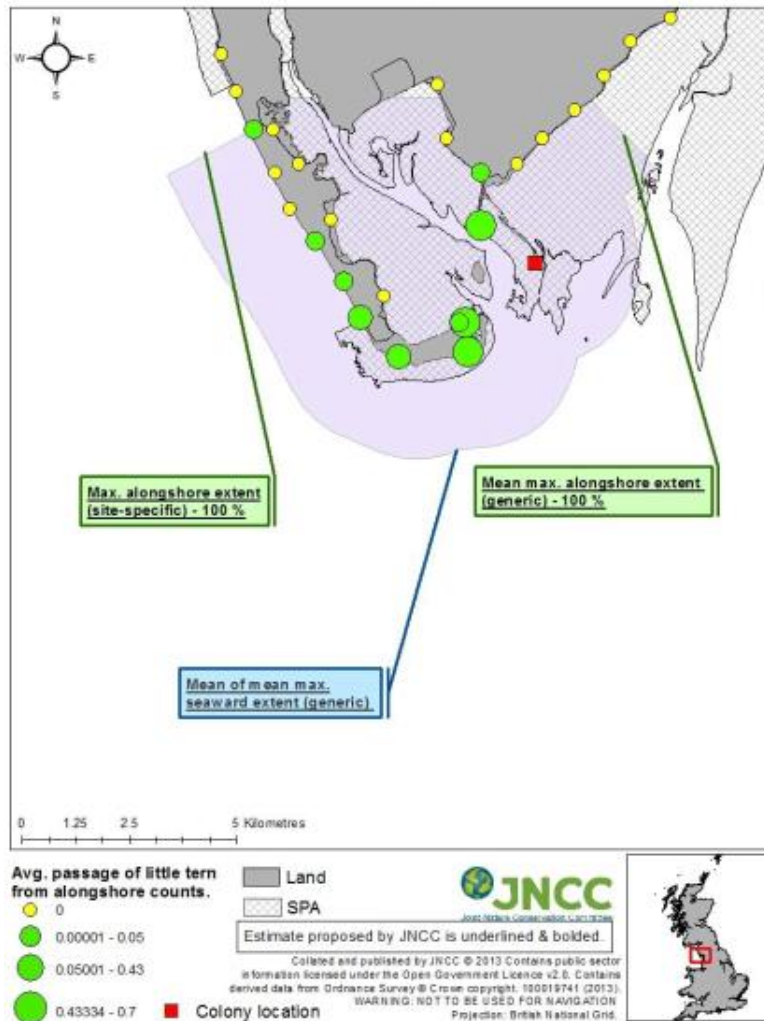 N
W E
S
Max. alongshore extent
(site-specific) - 100 %
Mean max. alongshore extent
(generic) - 100%
Mean of mean max.
seaward extent (generic)
0 1.25 2.5 5 Kilometres
Avg. passage of little tern
from alongshore counts.
0
0.00001 - 0.05
0.05001 - 0.43
0.43334 - 0.7
Colony location
Land
SPA
JNCC
Joint Nature Conservation Committee
Estimate proposed by JNCC is underlined & bolded.
Collated and published by JNCC © 2013 Contains public sector
information licensed under the Open Government Licence v2.0. Contains
derived data from Ordnance Survey © Crown copyright. 100019741 (2013).
WARNING: NOT TO BE USED FOR NAVIGATION
Projection: British National Grid.